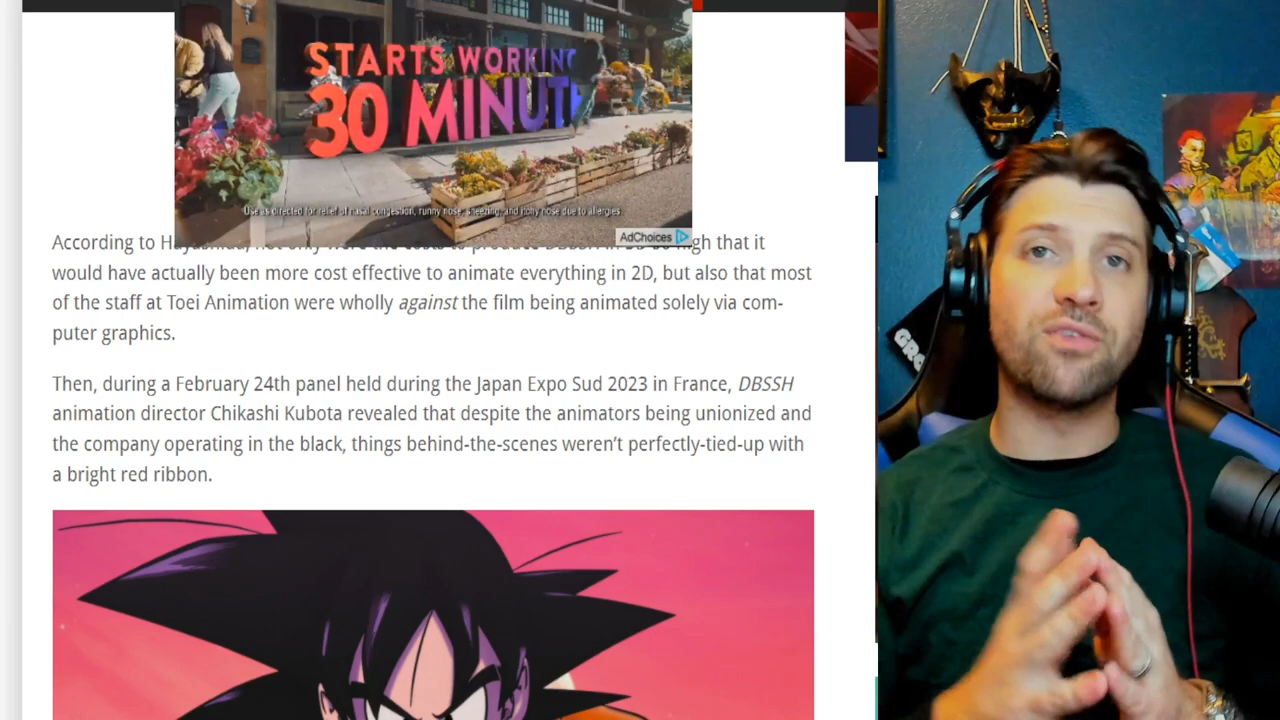 STARTS WORKING
30 MINUT
Use as directed for relief of nasal congestion, runny nose, sneezing, and itchy nose due to allergies.
AdChoices
According to high that it
would have actually been more cost effective to animate everything in 2D, but also that most
of the staff at Toei Animation were wholly against the film being animated solely via com-
puter graphics.
Then, during a February 24th panel held during the Japan Expo Sud 2023 in France, DBSSH
animation director Chikashi Kubota revealed that despite the animators being unionized and
the company operating in the black, things behind-the-scenes weren't perfectly-tied-up with
a bright red ribbon.